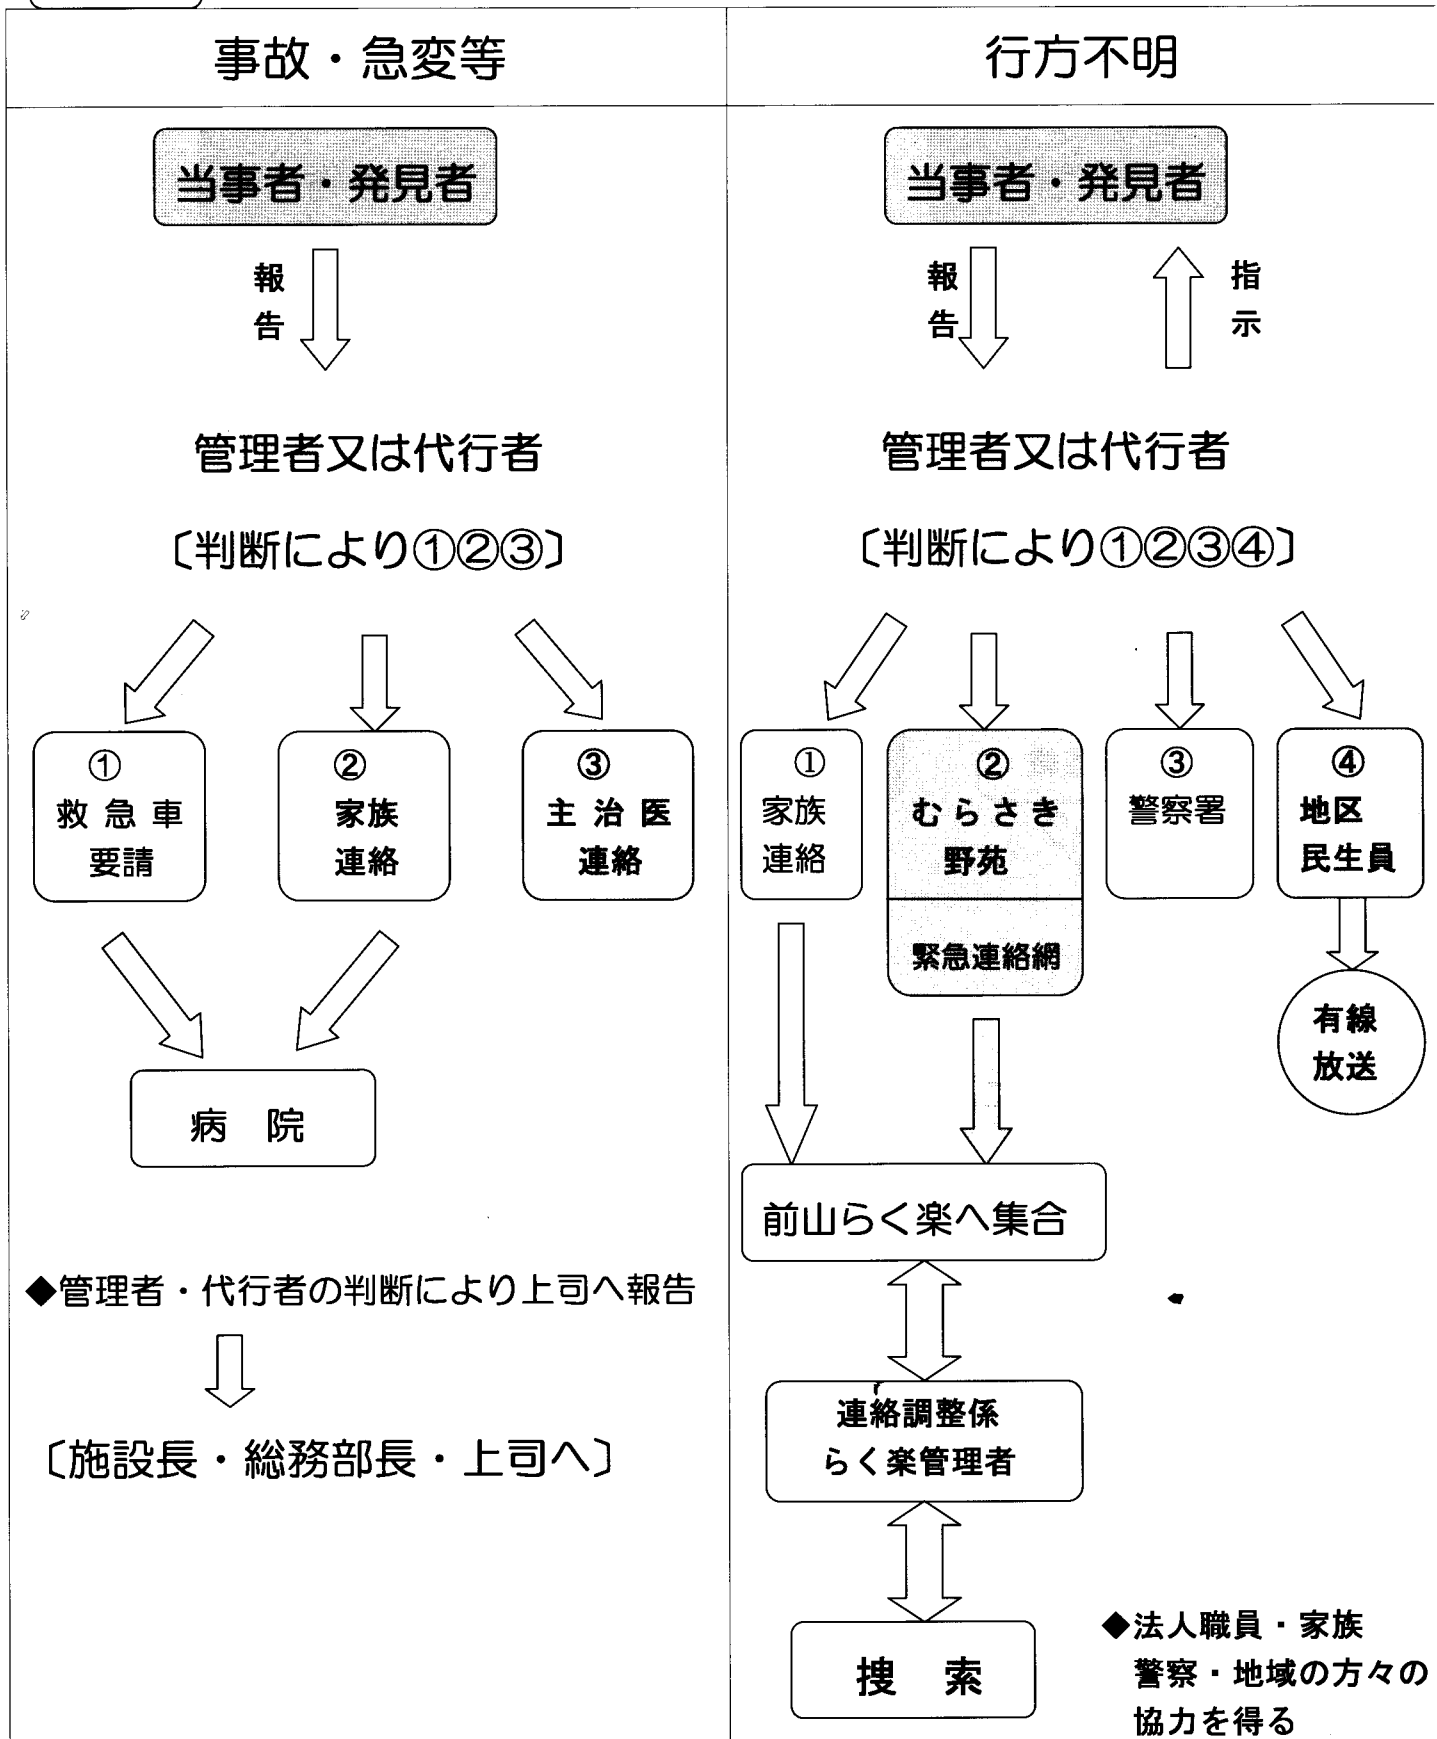 事故・急変等
当事者・発見者
報
告
管理者又は代行者
〔判断により①②③〕
①
救急車
要請
②
家族
連絡
③
主治医
連絡
病 院
◆管理者・代行者の判断により上司へ報告
〔施設長・総務部長・上司へ〕
行方不明
当事者・発見者
報
告
指
示
管理者又は代行者
〔判断により①②③④〕
①
家族
連絡
②
むらさき
野苑
緊急連絡網
③
警察署
④
地区
民生員
有線
放送
前山らく楽へ集合
連絡調整係
らく楽管理者
捜 索
◆法人職員・家族
警察・地域の方々の
協力を得る